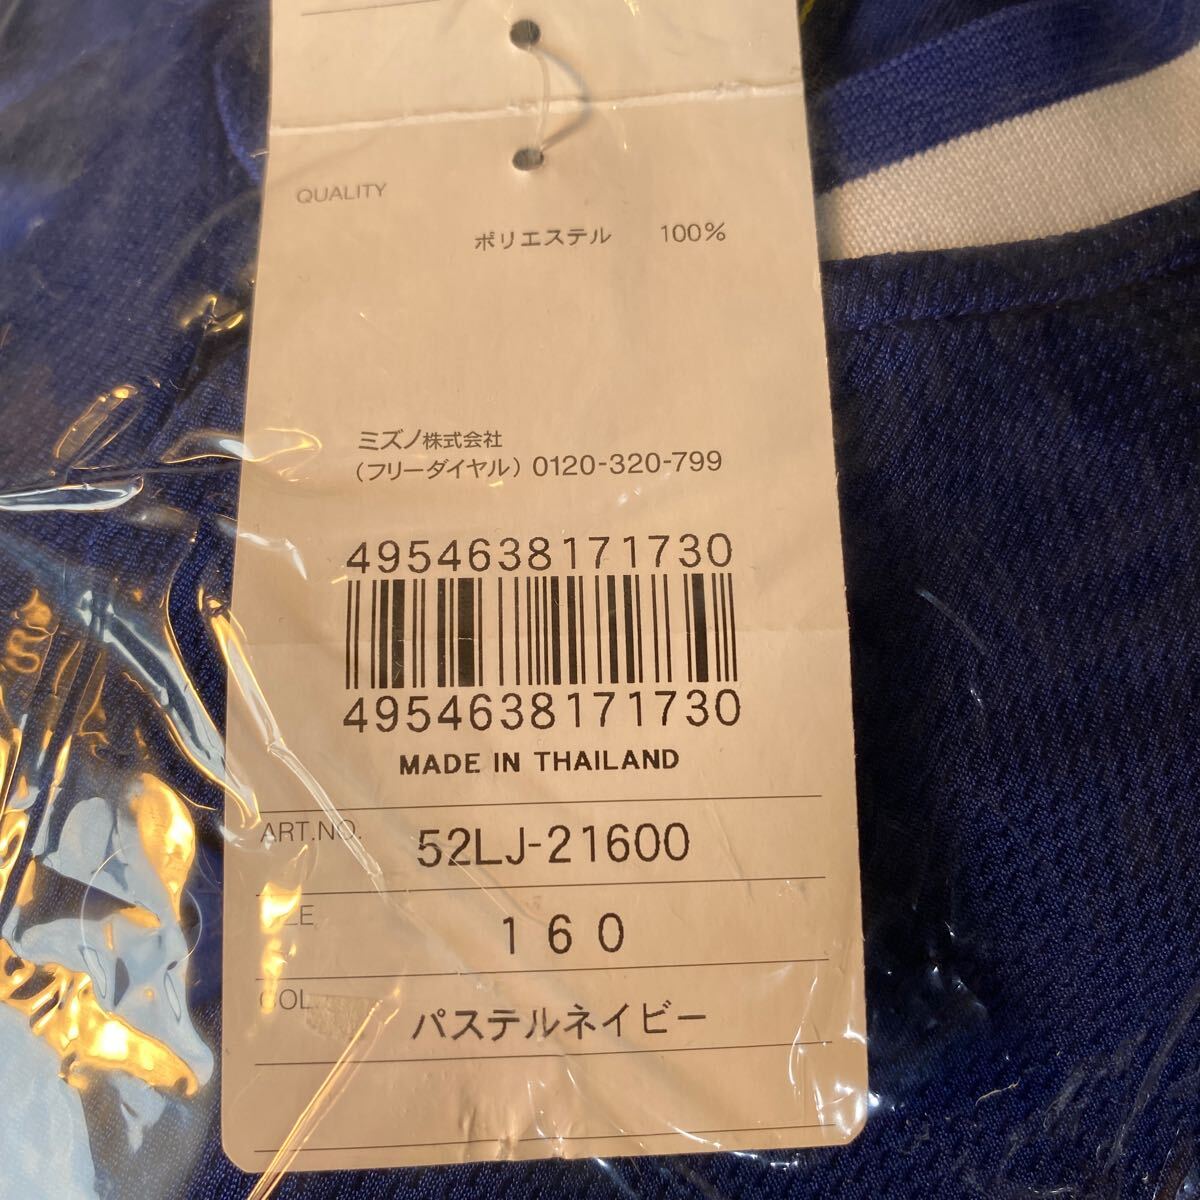 QUALITY
ポリエステル 100%
ミズノ株式会社
(フリーダイヤル) 0120-320-799
4954638171730
4954638171730
MADE IN THAILAND
ART.NO. 52LJ-21600
160
COL パステルネイビー